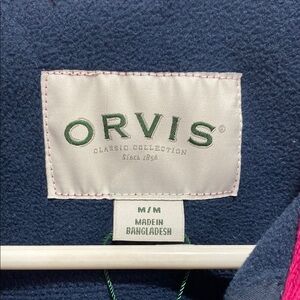 ORVIS®
CLASSIC COLLECTION
Since 1856
M/M
MADE IN
BANGLADESH